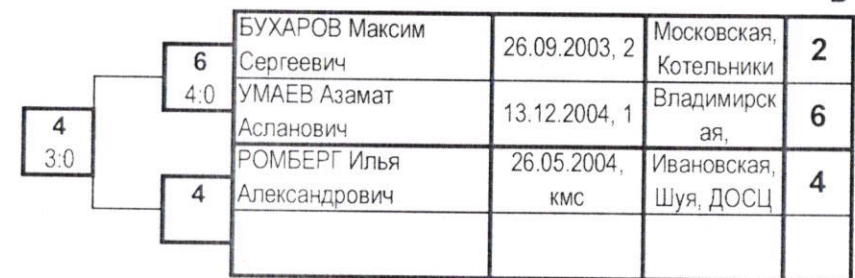 БУХАРОВ Максим
Сергеевич
26.09.2003, 2
Московская,
Котельники
2
6
4:0
УМАЕВ Азамат
Асланович
13.12.2004, 1
Владимирск
ая,
6
4
3:0
РОМБЕРГ Илья
Александрович
26.05.2004,
кмс
Ивановская,
Шуя, ДОСЦ
4
4